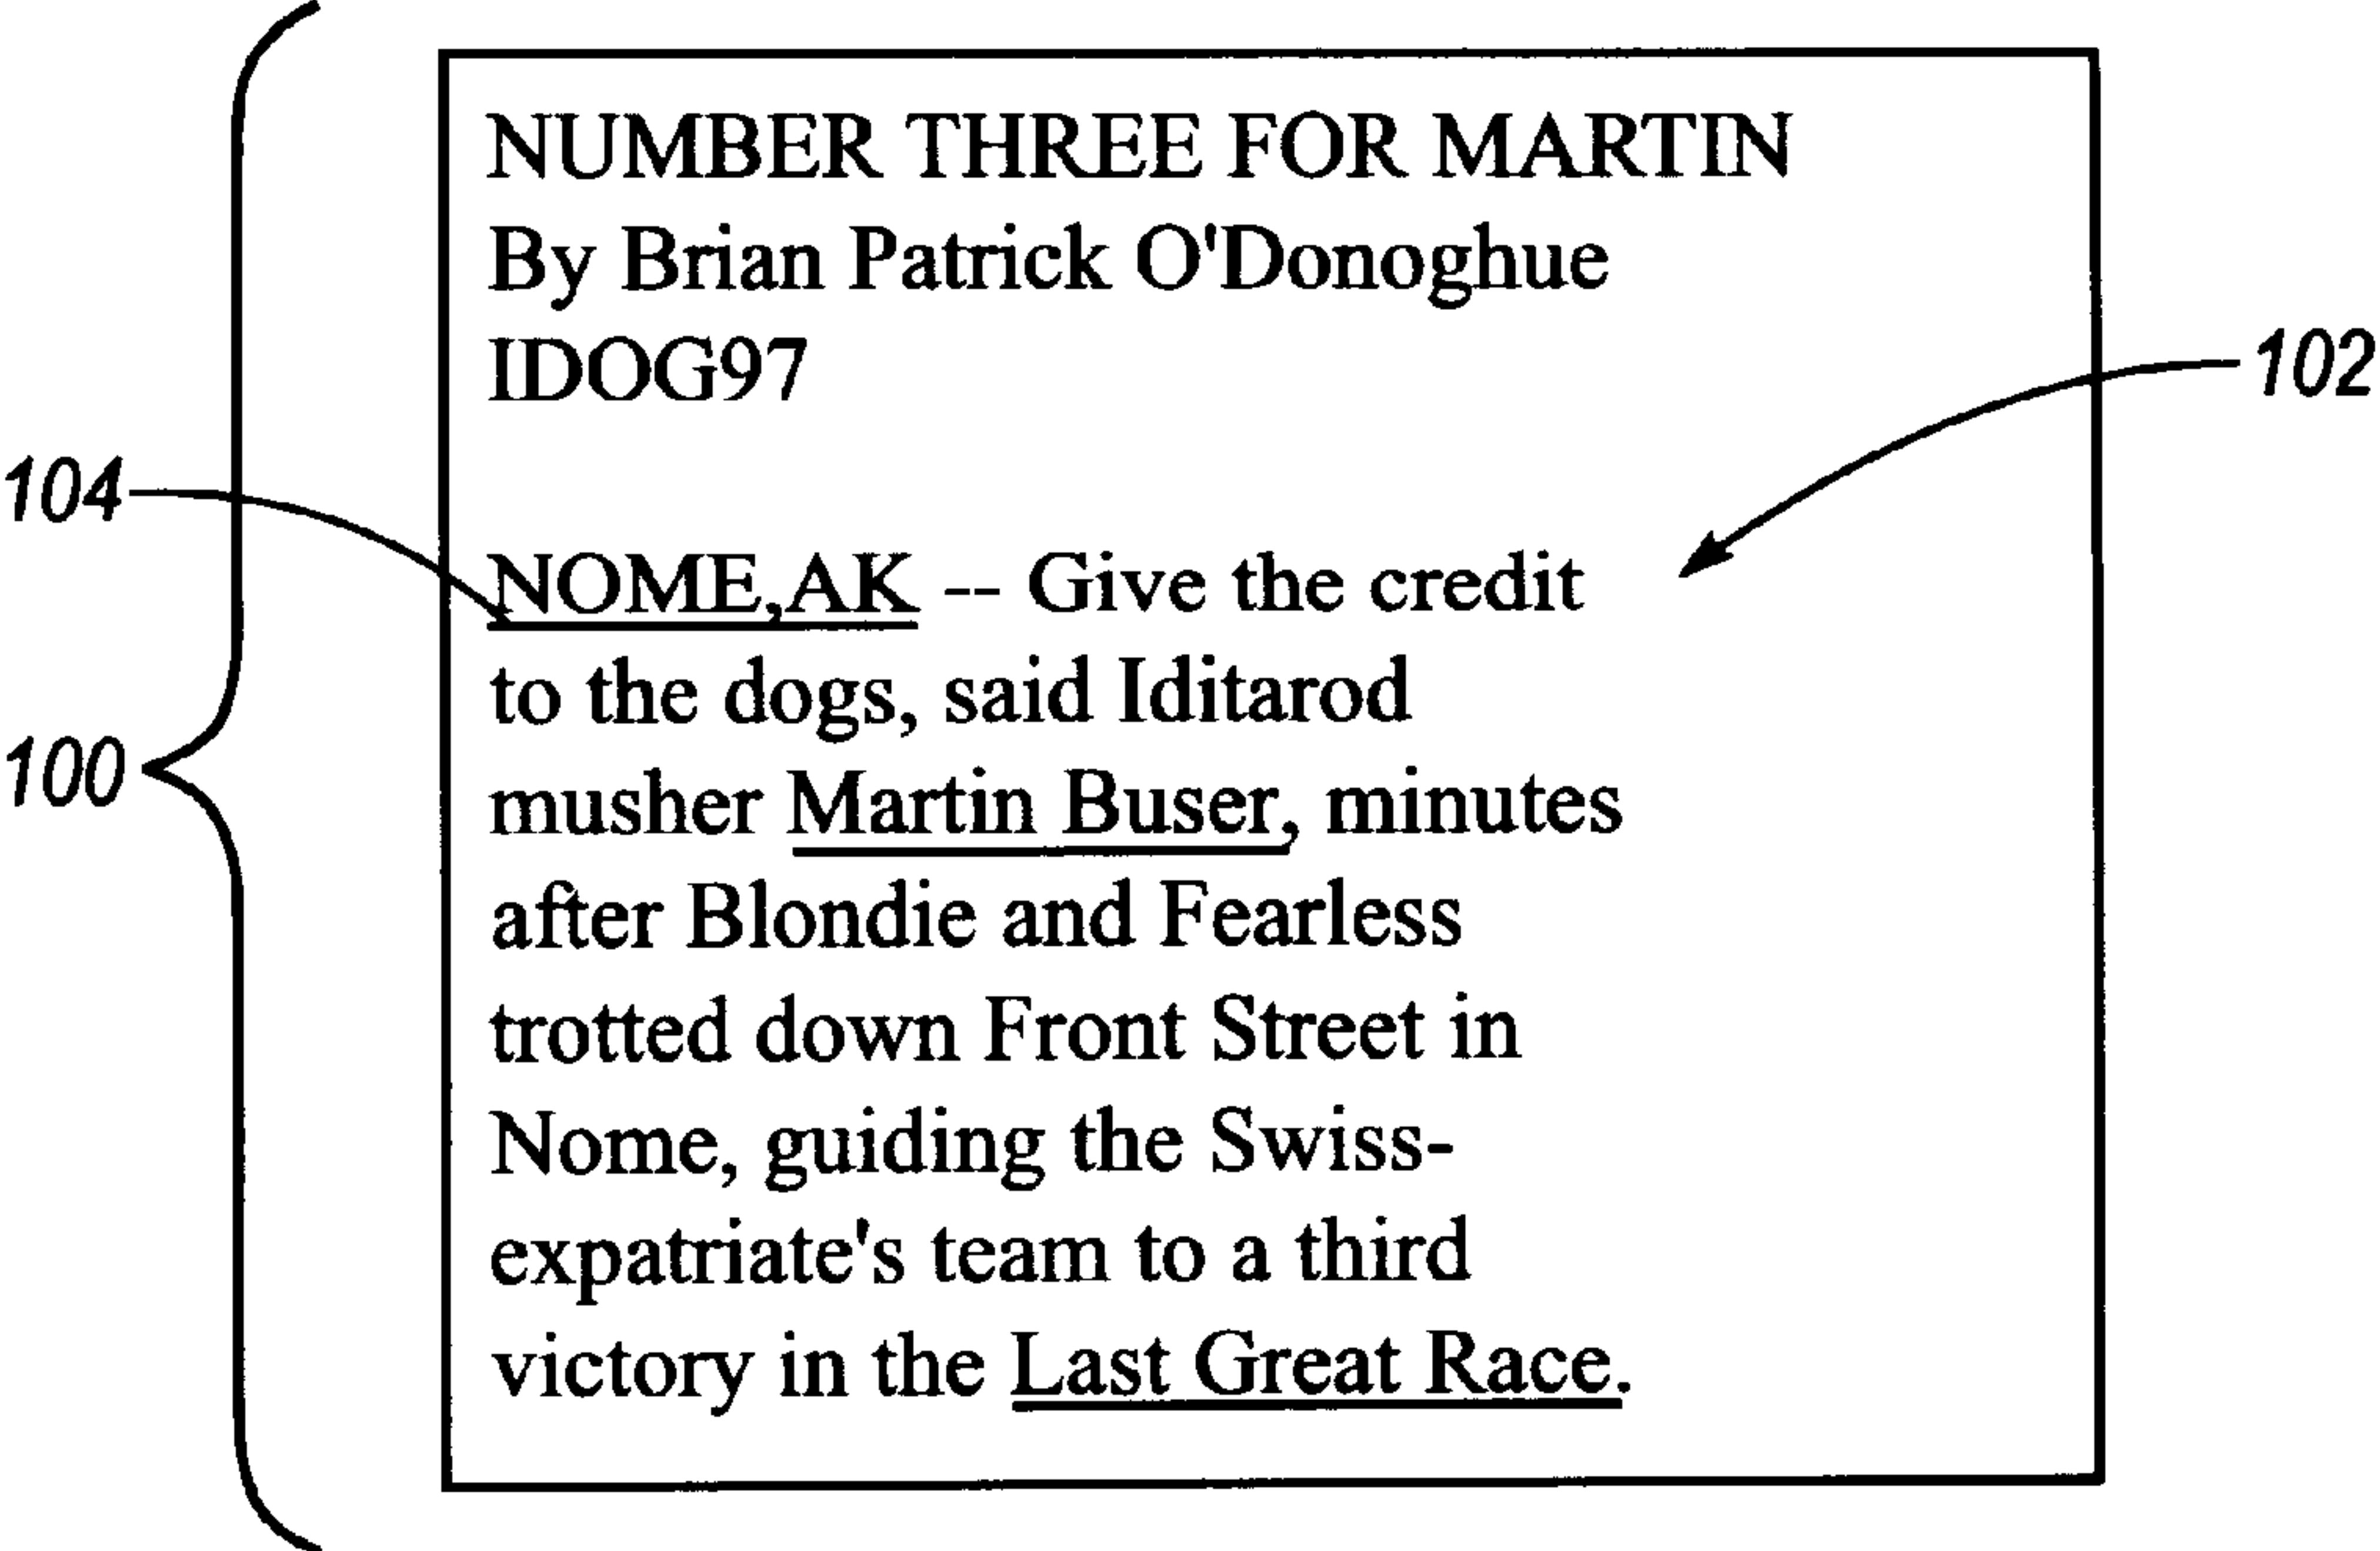 NUMBER THREE FOR MARTIN
By Brian Patrick O'Donoghue
IDOG97
102
104
NOME,AK -- Give the credit
to the dogs, said Iditarod
100
musher Martin Buser, minutes
after Blondie and Fearless
trotted down Front Street in
Nome, guiding the Swiss-
expatriate's team to a third
victory in the Last Great Race.